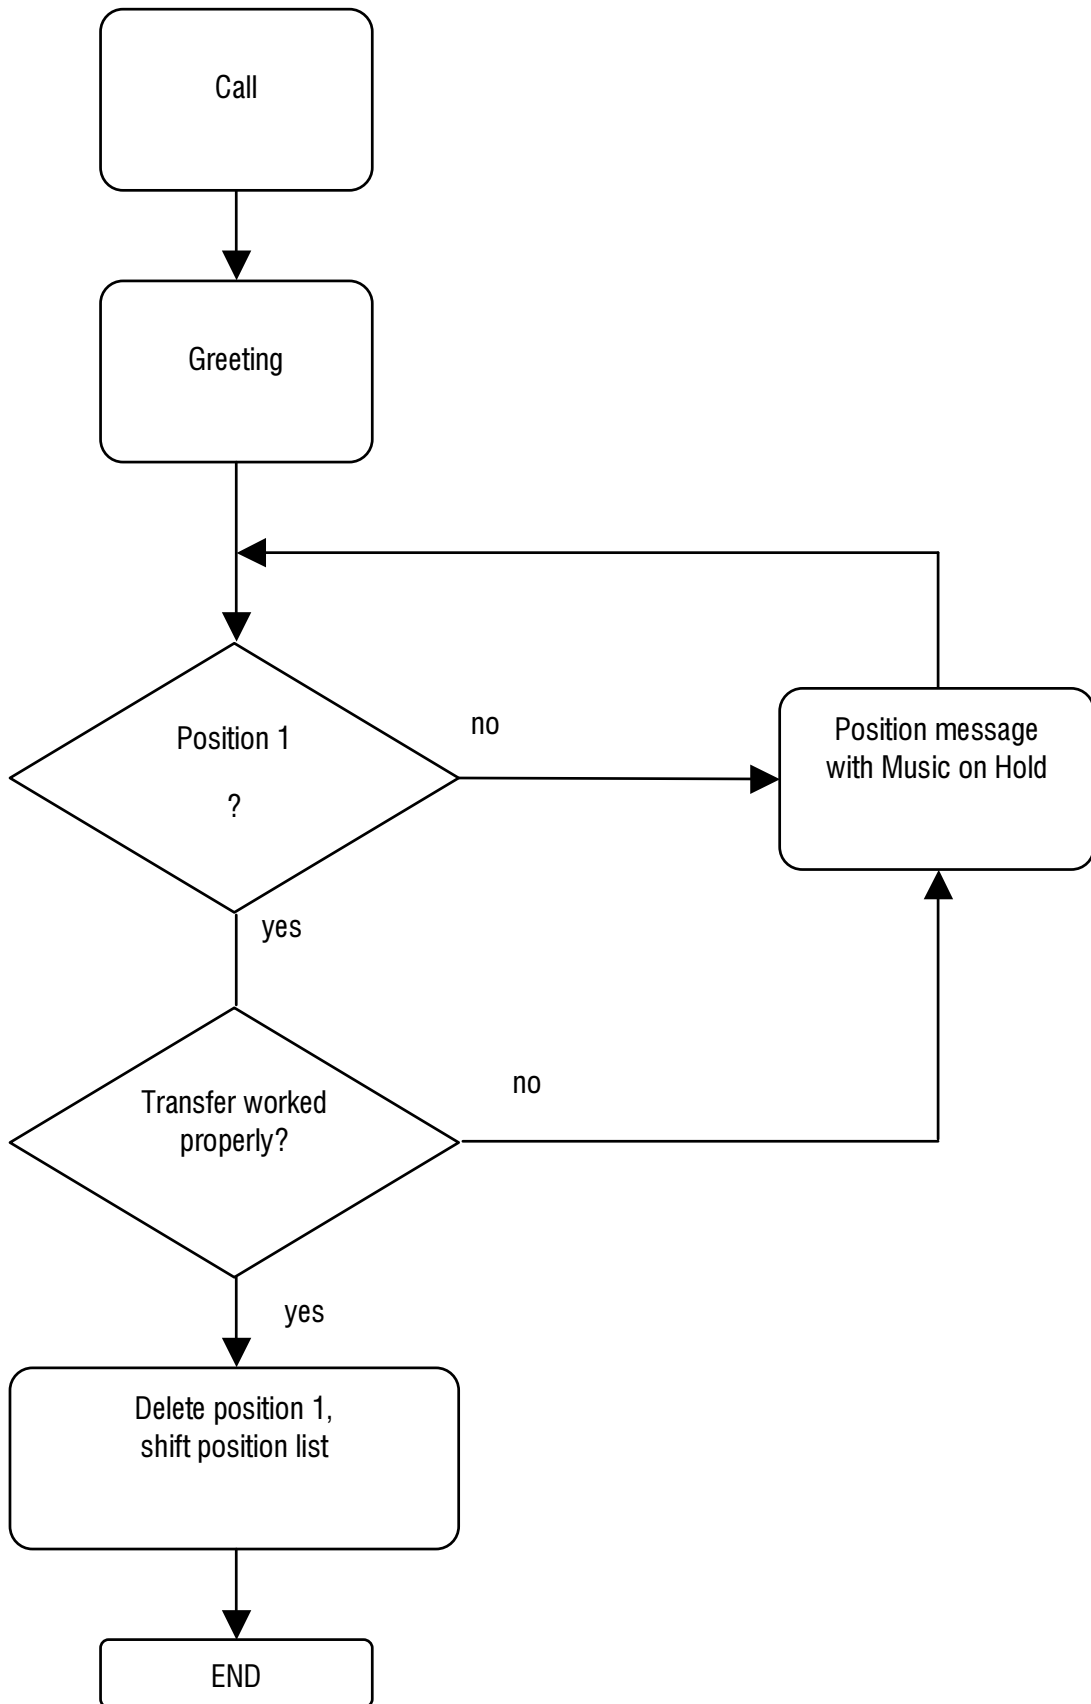 Call
Greeting
Position 1
?
no
Position message
with Music on Hold
yes
Transfer worked
properly?
no
yes
Delete position 1,
shift position list
END